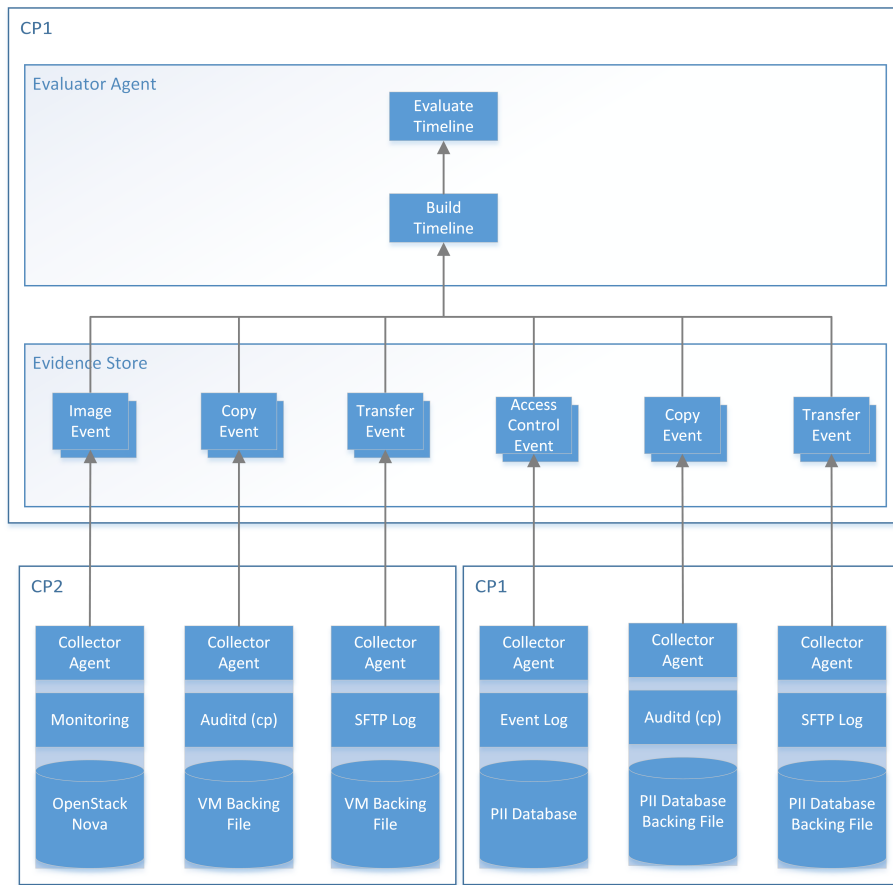 CP1
Evaluator Agent
Evaluate
Timeline
Build
Timeline
Evidence Store
Image
Event
Copy
Event
Transfer
Event
Access
Control
Event
Copy
Event
Transfer
Event
CP2
Collector
Agent
Monitoring
OpenStack
Nova
Collector
Agent
Auditd (cp)
VM Backing
File
Collector
Agent
SFTP Log
VM Backing
File
CP1
Collector
Agent
Event Log
PII Database
Collector
Agent
Auditd (cp)
PII Database
Backing File
Collector
Agent
SFTP Log
PII Database
Backing File